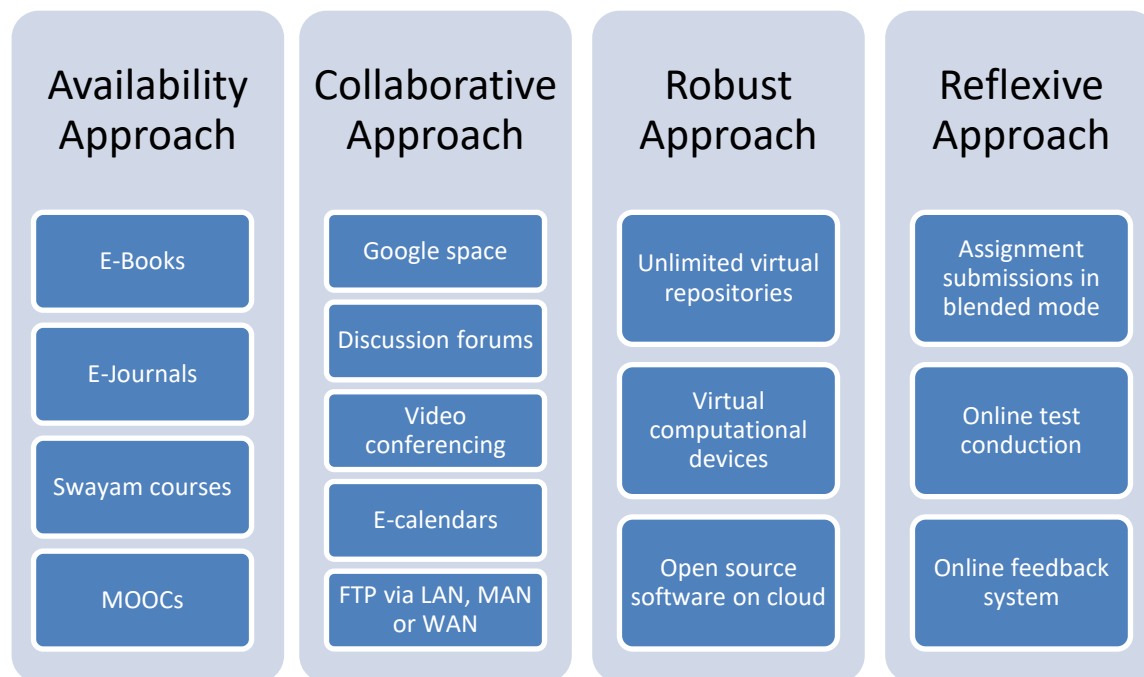 Availability
Approach
E-Books
E-Journals
Swayam courses
MOOCs
Collaborative
Approach
Google space
Discussion forums
Video
conferencing
E-calendars
FTP via LAN, MAN
or WAN
Robust
Approach
Unlimited virtual
repositories
Virtual
computational
devices
Open source
software on cloud
Reflexive
Approach
Assignment
submissions in
blended mode
Online test
conduction
Online feedback
system